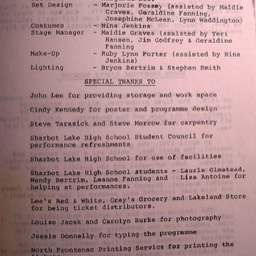 Set Design - Marjorie Fossey (assisted by Maidie
Craves, Geraldine Fanning,
Josephine McLean, Lynn Waddington)
Costumes - Nina Jenkins
Stage Manager - Maidie Graves (assisted by Teri
Hansen, Jim Godfrey & Geraldine
Fanning
Make-Up - Ruby Lynn Porter (assisted by Nina
Jenkins)
Lighting - Bryon Bertrim & Stephen Smith
SPECIAL THANKS TO
John Lee for providing storage and work space
Cindy Kennedy for poster and programme design
Steve Tarasick and Steve Morrow for carpentry
Sharbot Lake High School Student Council for
performance refreshments
Sharbot Lake High School for use of facilities
Sharbot Lake High School students - Laurie Olmstead,
Wendy Bertrim, Leanne Fanning and Lisa Antoine for
helping at performances.
Lee's Red & White, Gray's Grocery and Lakeland Store
for being ticket distributors.
Louise Jacak and Carolyn Burke for photography
Jessie Donnelly for typing the programme
North Frontenac Printing Service for printing the